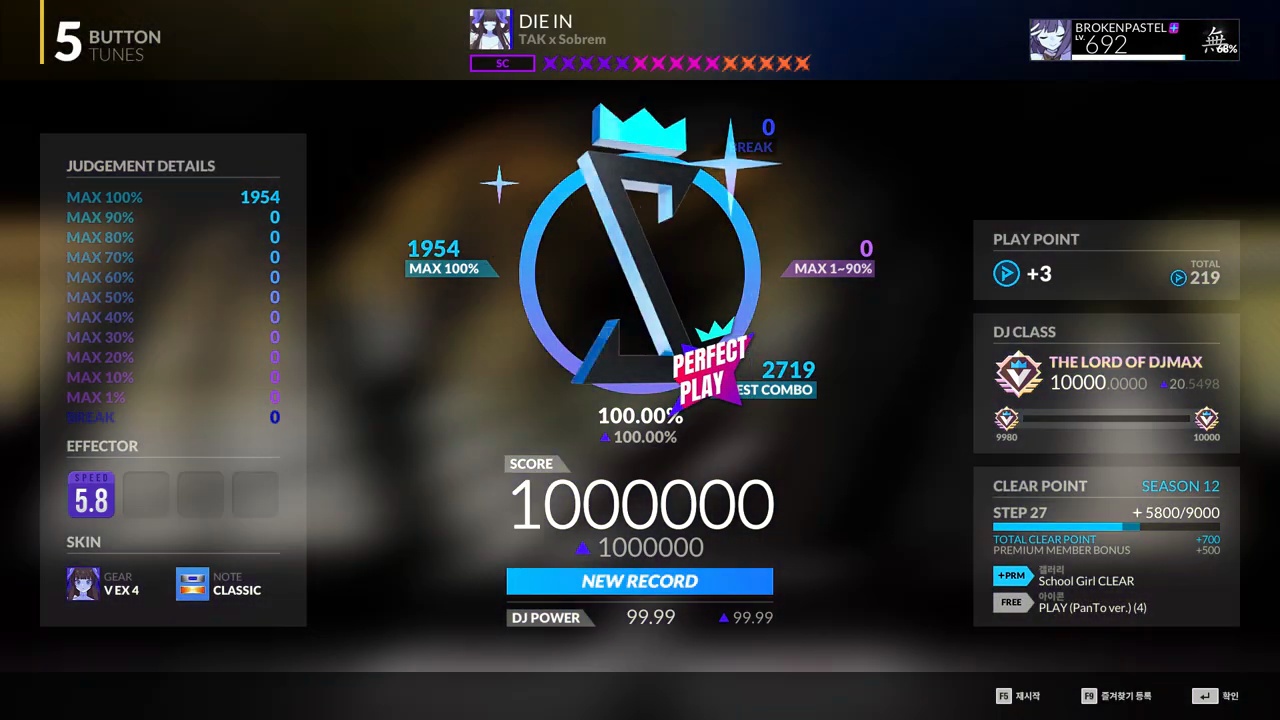 5 BUTTON
TUNES
DIE IN
TAK x Sobrem
SC
BROKENPASTEL
LV. 692
無
68%
JUDGEMENT DETAILS
MAX 100% 1954
MAX 90% 0
MAX 80% 0
MAX 70% 0
MAX 60% 0
MAX 50% 0
MAX 40% 0
MAX 30% 0
MAX 20% 0
MAX 10% 0
MAX 1% 0
BREAK 0
EFFECTOR
SPEED
5.8
SKIN
GEAR
V EX 4
NOTE
CLASSIC
0
REAK
1954
MAX 100%
0
MAX 1~90%
PERFECT
PLAY
2719
EST COMBO
100.00%
▲ 100.00%
SCORE
1000000
▲ 1000000
NEW RECORD
DJ POWER 99.99 ▲ 99.99
PLAY POINT
+3
TOTAL
219
DJ CLASS
THE LORD OF DJMAX
10000.0000 ▲20.5498
9980 10000
CLEAR POINT SEASON 12
STEP 27 + 5800/9000
TOTAL CLEAR POINT +700
PREMIUM MEMBER BONUS +500
+PRM 갤러리
School Girl CLEAR
FREE 아이콘
PLAY (PanTo ver.) (4)
F5 재시작 F9 즐겨찾기 등록 확인